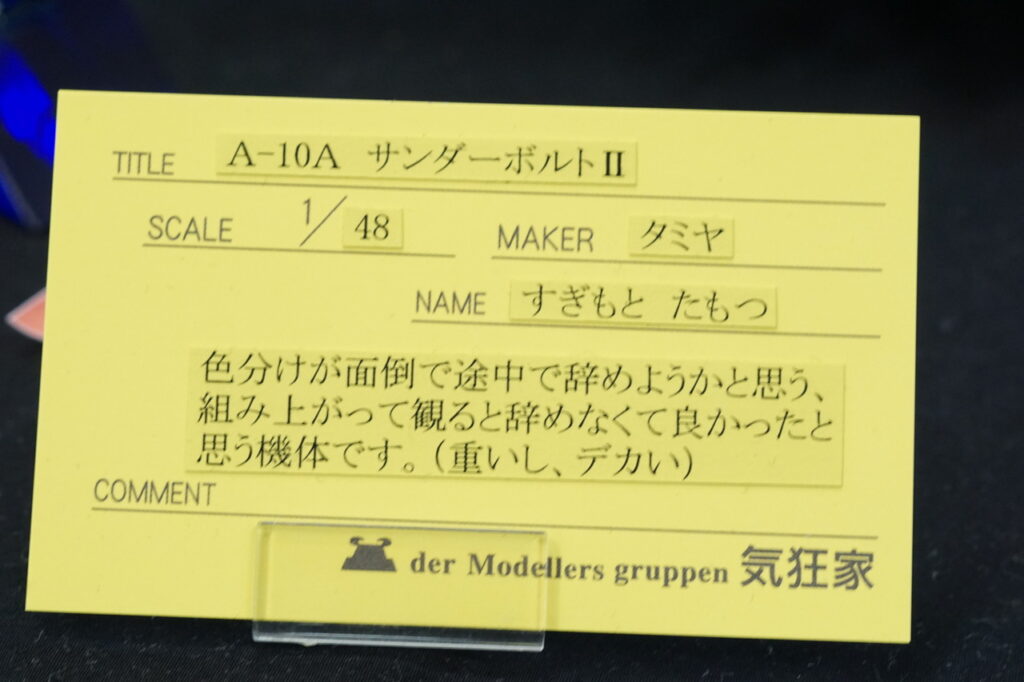 TITLE A-10A サンダーボルトⅡ
SCALE 1/48 MAKER タミヤ
NAME すぎもと たもつ
色分けが面倒で途中で辞めようかと思う、
組み上がって観ると辞めなくて良かったと
思う機体です。(重いし、デカい)
COMMENT
der Modellers gruppen 気狂家